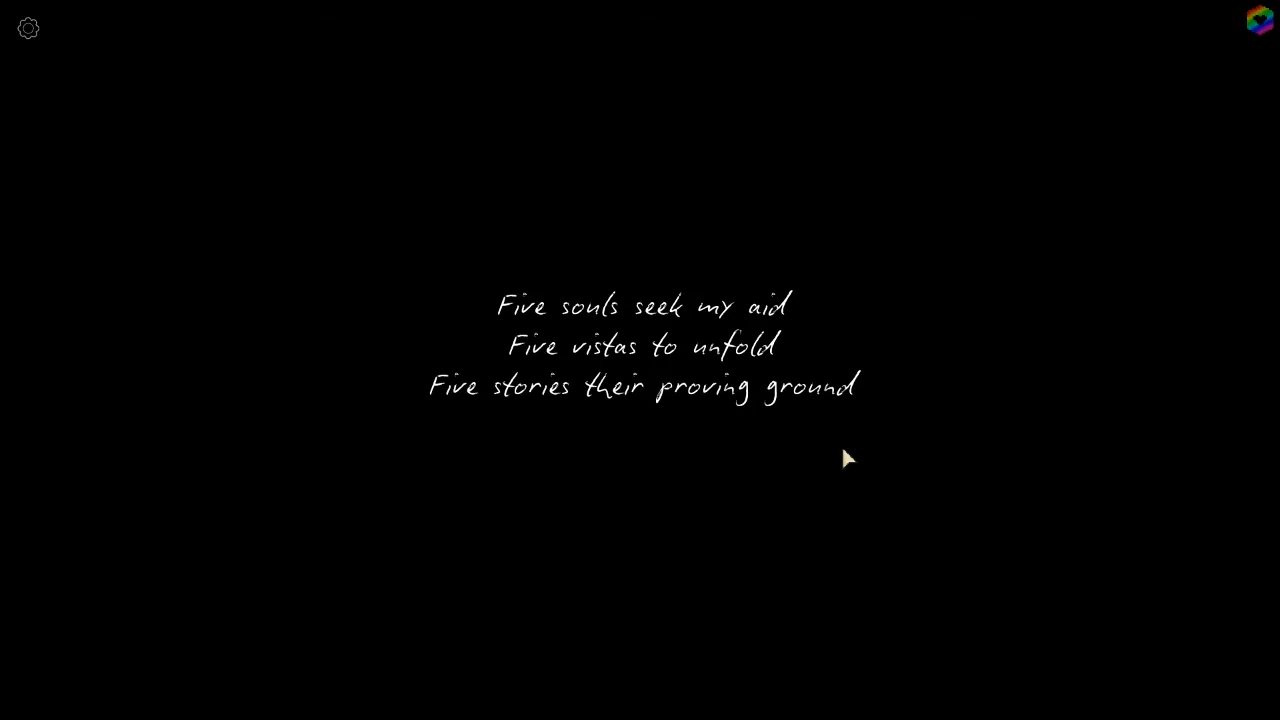 Five souls seek my aid
Five vistas to unfold
Five stories their proving ground